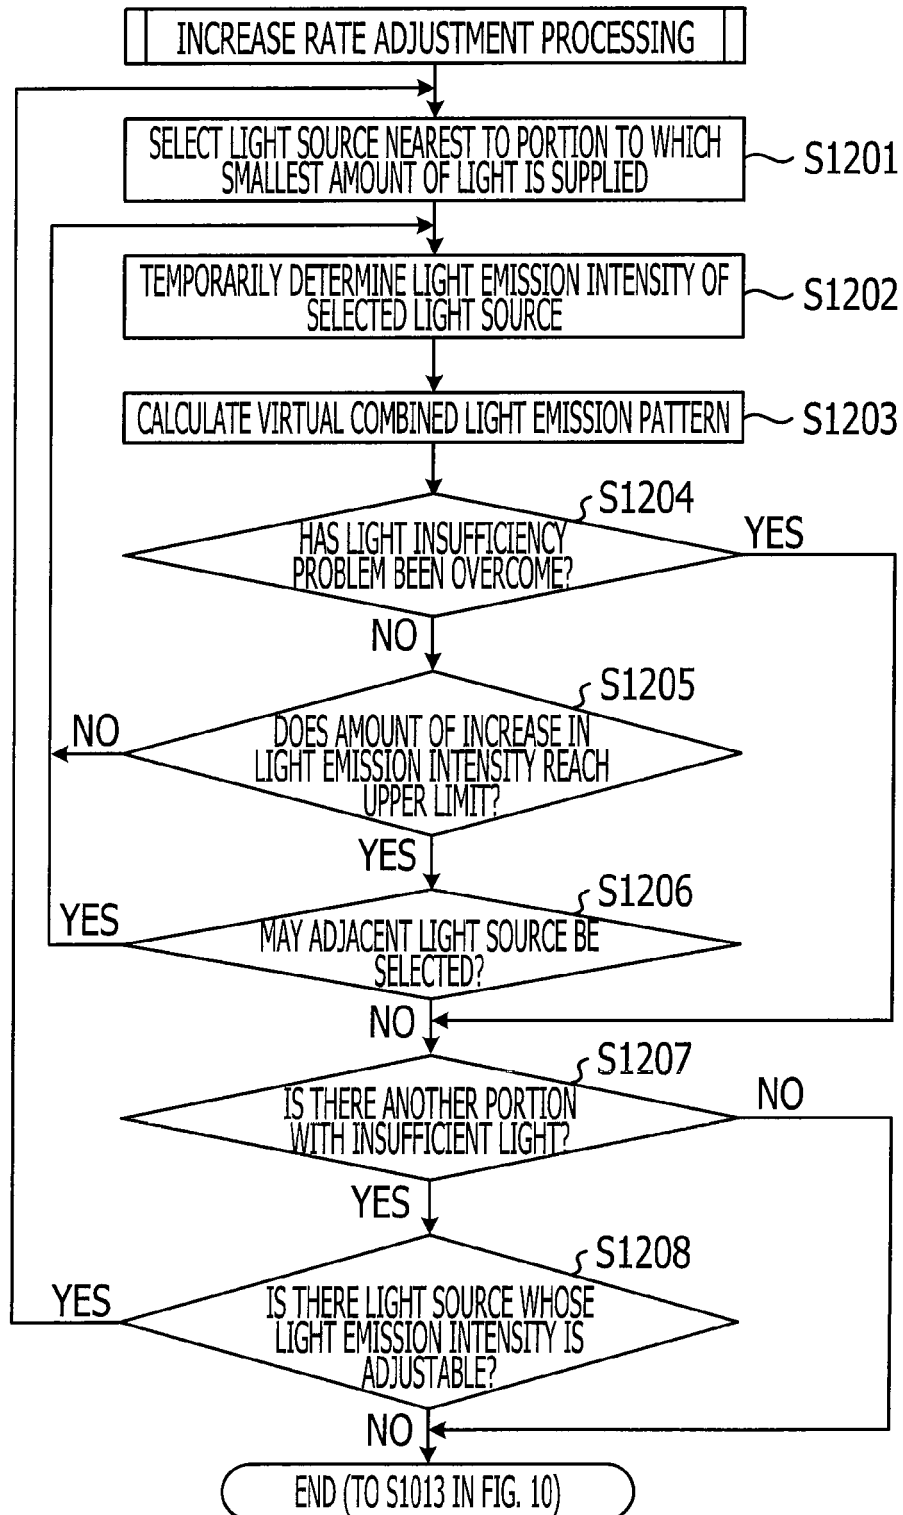 INCREASE RATE ADJUSTMENT PROCESSING
SELECT LIGHT SOURCE NEAREST TO PORTION TO WHICH
SMALLEST AMOUNT OF LIGHT IS SUPPLIED
S1201
TEMPORARILY DETERMINE LIGHT EMISSION INTENSITY OF
SELECTED LIGHT SOURCE
S1202
CALCULATE VIRTUAL COMBINED LIGHT EMISSION PATTERN
S1203
S1204
HAS LIGHT INSUFFICIENCY
PROBLEM BEEN OVERCOME?
YES
NO
S1205
DOES AMOUNT OF INCREASE IN
LIGHT EMISSION INTENSITY REACH
UPPER LIMIT?
NO
YES
S1206
MAY ADJACENT LIGHT SOURCE BE
SELECTED?
YES
NO
S1207
IS THERE ANOTHER PORTION
WITH INSUFFICIENT LIGHT?
NO
YES
S1208
IS THERE LIGHT SOURCE WHOSE
LIGHT EMISSION INTENSITY IS
ADJUSTABLE?
YES
NO
END (TO S1013 IN FIG. 10)